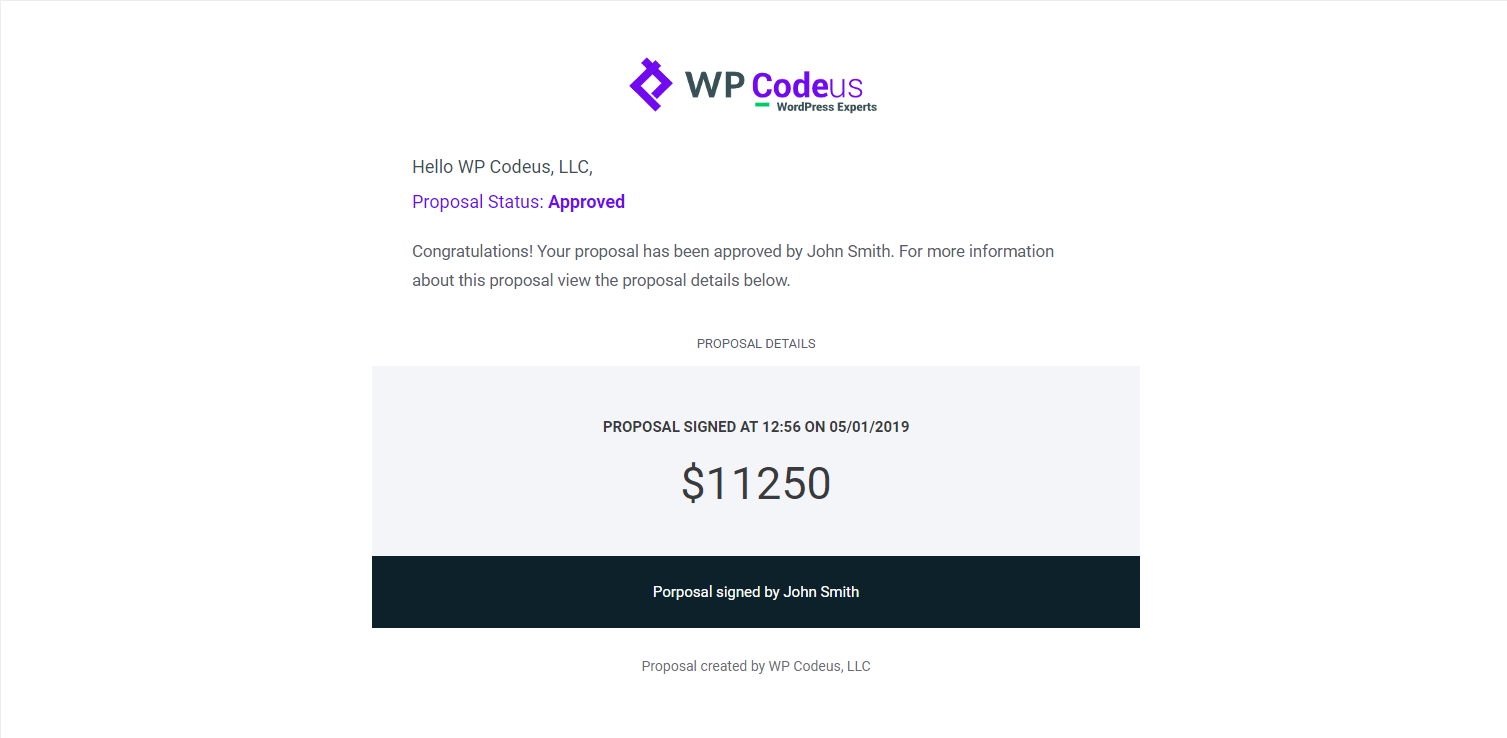 WP Codeus
WordPress Experts
Hello WP Codeus, LLC,
Proposal Status: Approved
Congratulations! Your proposal has been approved by John Smith. For more information
about this proposal view the proposal details below.
PROPOSAL DETAILS
PROPOSAL SIGNED AT 12:56 ON 05/01/2019
$11250
Porposal signed by John Smith
Proposal created by WP Codeus, LLC